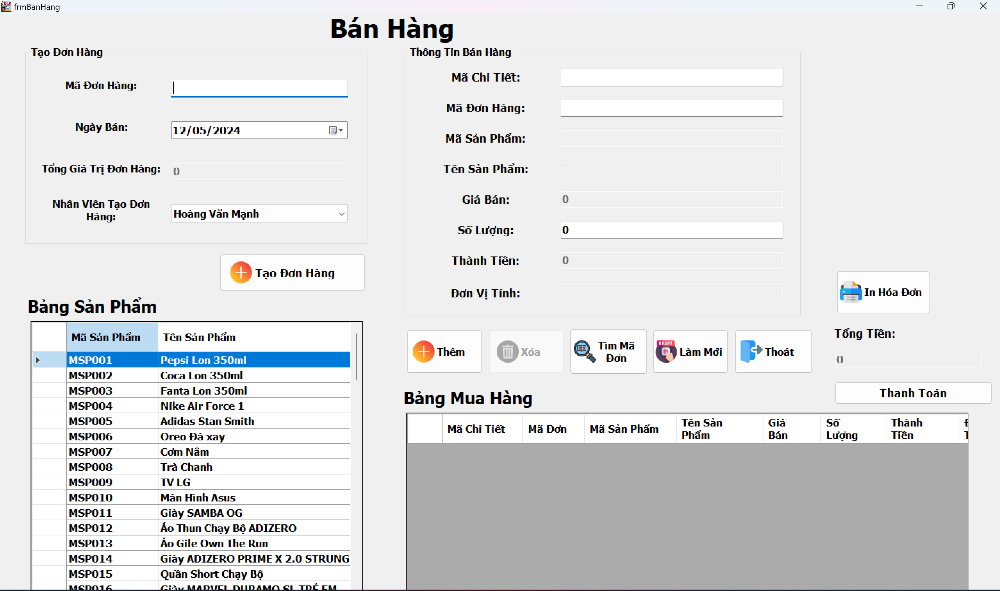 frmBanHang
Bán Hàng
Tạo Đơn Hàng
Mã Đơn Hàng:
Ngày Bán:
12/05/2024
Tổng Giá Trị Đơn Hàng:
0
Nhân Viên Tạo Đơn
Hàng:
Hoàng Văn Mạnh
Tạo Đơn Hàng
Thông Tin Bán Hàng
Mã Chi Tiết:
Mã Đơn Hàng:
Mã Sản Phẩm:
Tên Sản Phẩm:
Giá Bán:
0
Số Lượng:
0
Thành Tiền:
0
Đơn Vị Tính:
In Hóa Đơn
Bảng Sản Phẩm
Mã Sản Phẩm Tên Sản Phẩm
MSP001 Pepsi Lon 350ml
MSP002 Coca Lon 350ml
MSP003 Fanta Lon 350ml
MSP004 Nike Air Force 1
MSP005 Adidas Stan Smith
MSP006 Oreo Đá xay
MSP007 Cơm Nắm
MSP008 Trà Chanh
MSP009 TV LG
MSP010 Màn Hình Asus
MSP011 Giày SAMBA OG
MSP012 Áo Thun Chạy Bộ ADIZERO
MSP013 Áo Gile Own The Run
MSP014 Giày ADIZERO PRIME X 2.0 STRUNG
MSP015 Quần Short Chạy Bộ
MSP016 Giày MARVEL DURAMO SL TRẺ EM
Thêm
Xóa
Tìm Mã
Đơn
RESET
Làm Mới
Thoát
Tổng Tiền:
0
Thanh Toán
Bảng Mua Hàng
Mã Chi Tiết Mã Đơn Mã Sản Phẩm Tên Sản Phẩm Giá Bán Số Lượng Thành Tiền